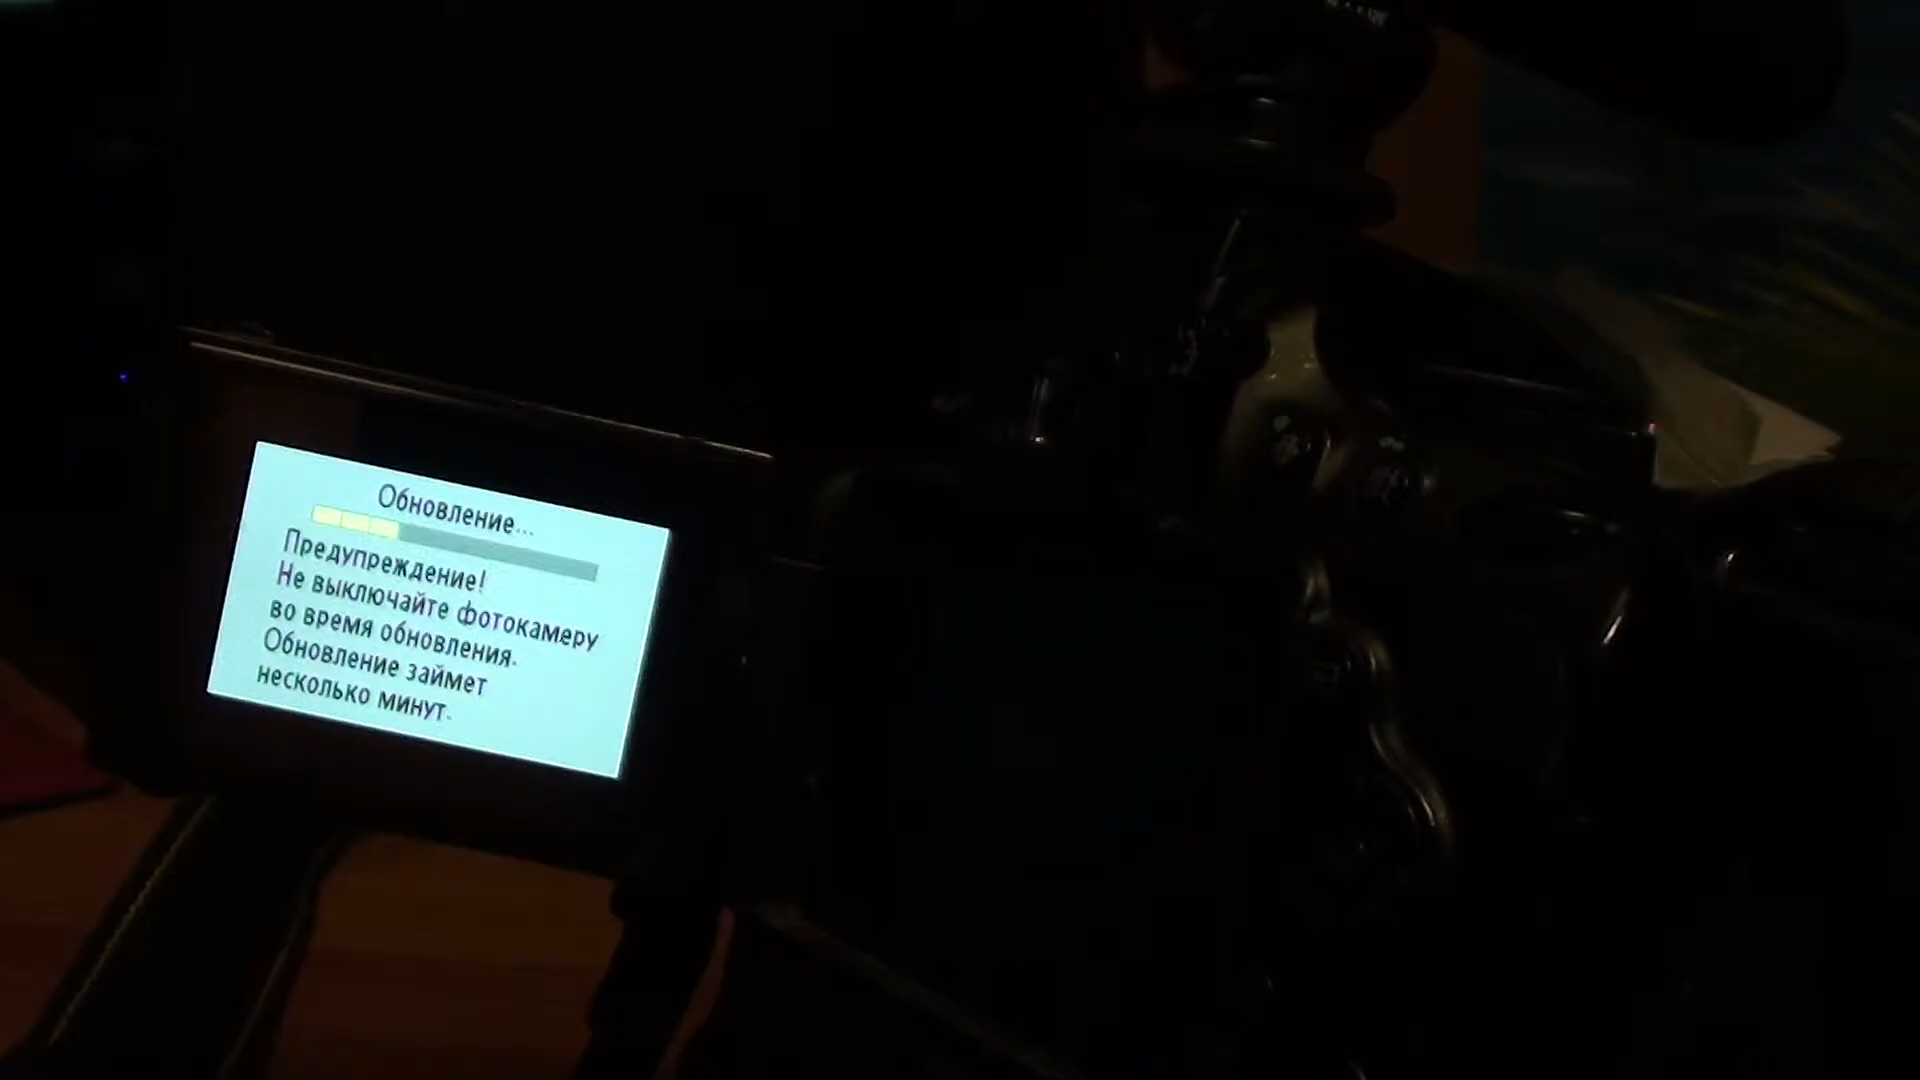 Обновление...
Предупреждение!
Не выключайте фотокамеру
во время обновления.
Обновление займет
несколько минут.